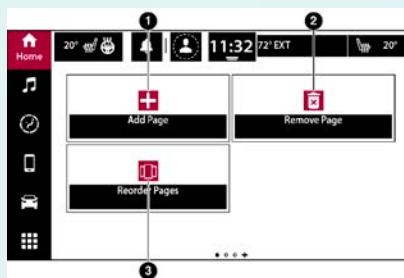 1
2
Home
20°
11:32
72° EXT
20°
Add Page
Remove Page
Reorder Pages
3